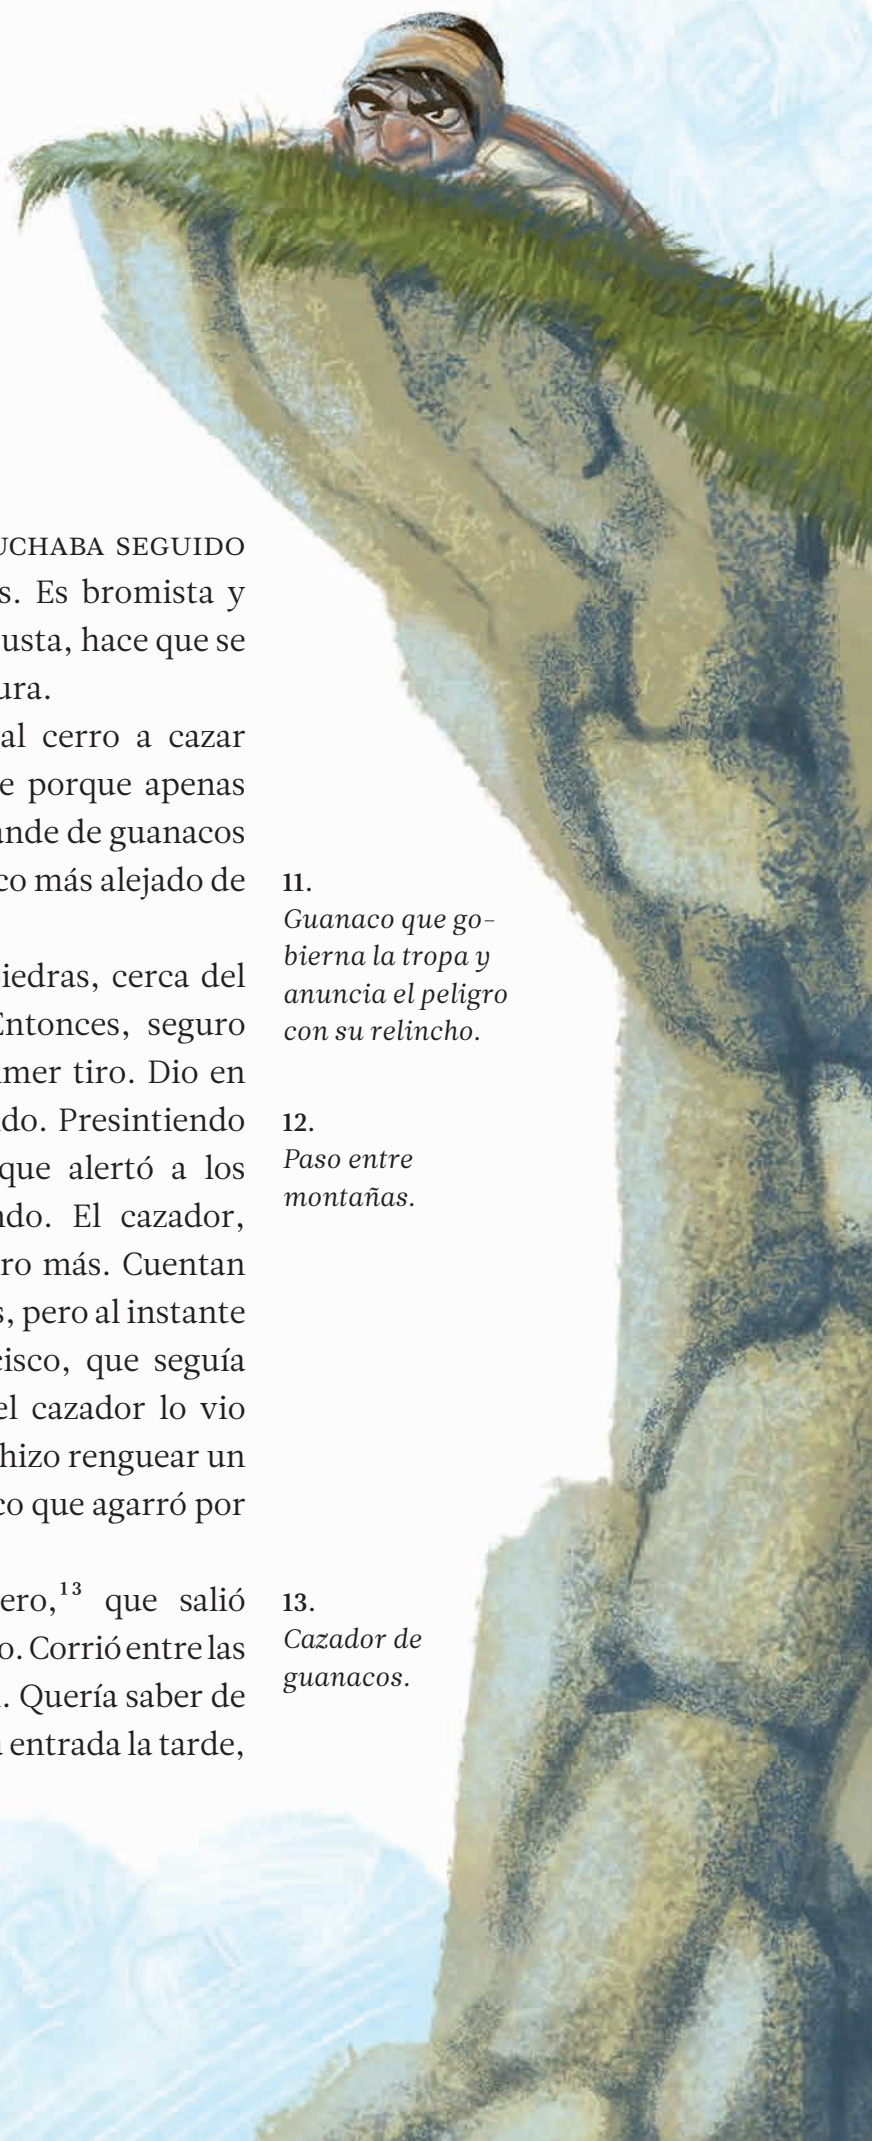 UCHABA SEGUIDO
s. Es bromista y
usta, hace que se
ura.
al cerro a cazar
e porque apenas
ande de guanacos
co más alejado de
iedras, cerca del
Entonces, seguro
imer tiro. Dio en
do. Presintiendo
que alertó a los
ndo. El cazador,
ro más. Cuentan
s, pero al instante
cisco, que seguía
el cazador lo vio
hizo renguear un
co que agarró por
ero,¹³ que salió
o. Corrió entre las
. Quería saber de
a entrada la tarde,
11.
Guanaco que go-
bierna la tropa y
anuncia el peligro
con su relincho.
12.
Paso entre
montañas.
13.
Cazador de
guanacos.